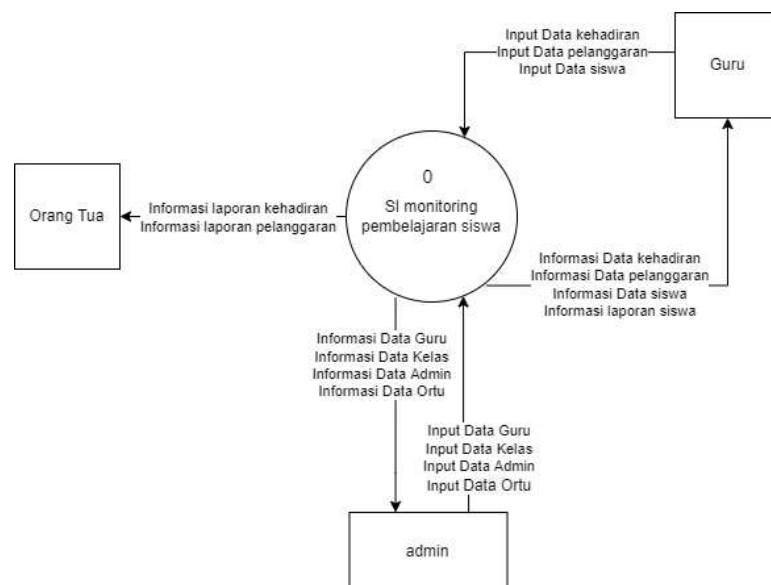 Input Data kehadiran
Input Data pelanggaran
Input Data siswa
Guru
0
SI monitoring
pembelajaran siswa
Orang Tua
Informasi laporan kehadiran
Informasi laporan pelanggaran
Informasi Data kehadiran
Informasi Data pelanggaran
Informasi Data siswa
Informasi laporan siswa
Informasi Data Guru
Informasi Data Kelas
Informasi Data Admin
Informasi Data Ortu
Input Data Guru
Input Data Kelas
Input Data Admin
Input Data Ortu
admin